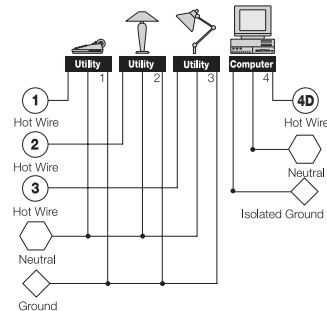 Utility
1
Utility
2
Utility
3
Computer
4
1
Hot Wire
2
Hot Wire
3
Hot Wire
Neutral
Ground
4D
Hot Wire
Neutral
Isolated Ground